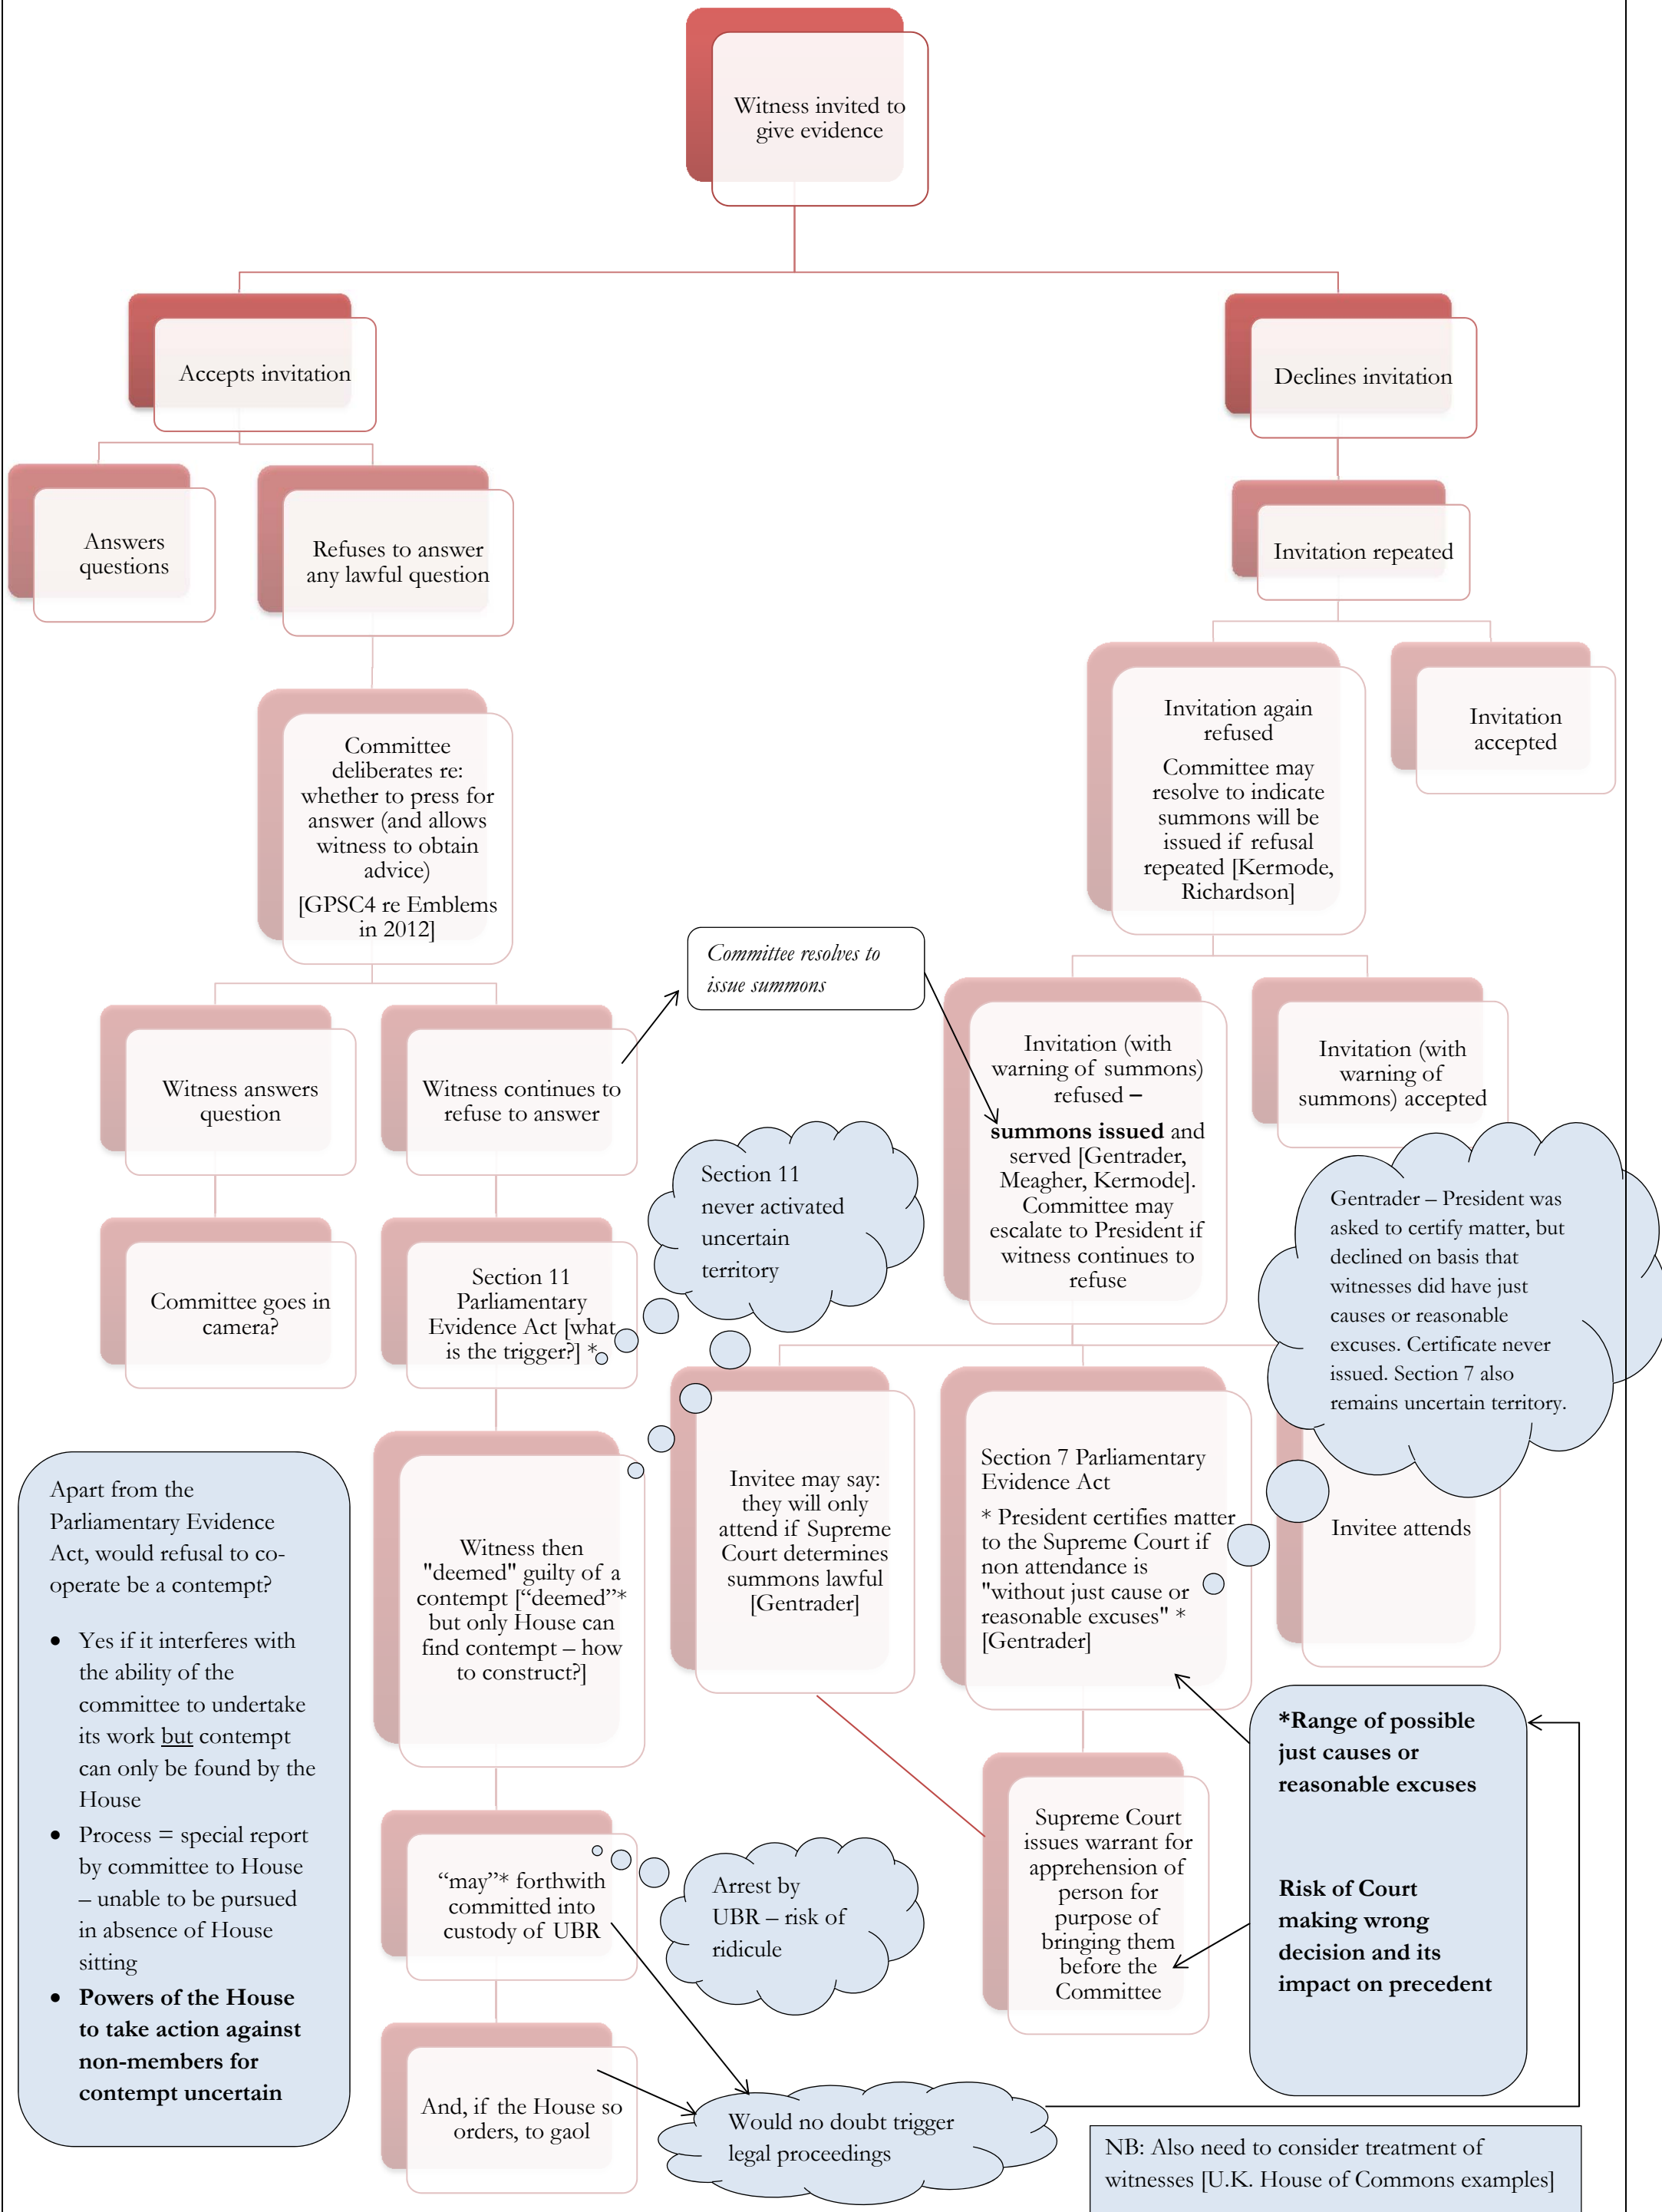 Witness invited to
give evidence
Accepts invitation
Declines invitation
Answers
questions
Refuses to answer
any lawful question
Invitation repeated
Committee
deliberates re:
whether to press for
answer (and allows
witness to obtain
advice)
[GPSC4 re Emblems
in 2012]
Invitation again
refused
Committee may
resolve to indicate
summons will be
issued if refusal
repeated [Kermode,
Richardson]
Invitation
accepted
Committee resolves to
issue summons
Witness answers
question
Witness continues to
refuse to answer
Invitation (with
warning of summons)
refused –
summons issued and
served [Gentrader,
Meagher, Kermode].
Committee may
escalate to President if
witness continues to
refuse
Invitation (with
warning of
summons) accepted
Section 11
never activated
uncertain
territory
Gentrader – President was
asked to certify matter, but
declined on basis that
witnesses did have just
causes or reasonable
excuses. Certificate never
issued. Section 7 also
remains uncertain territory.
Committee goes in
camera?
Section 11
Parliamentary
Evidence Act [what
is the trigger?] *
Witness then
"deemed" guilty of a
contempt [“deemed”*
but only House can
find contempt – how
to construct?]
Invitee may say:
they will only
attend if Supreme
Court determines
summons lawful
[Gentrader]
Section 7 Parliamentary
Evidence Act
* President certifies matter
to the Supreme Court if
non attendance is
"without just cause or
reasonable excuses" *
[Gentrader]
Invitee attends
Apart from the
Parliamentary Evidence
Act, would refusal to co-
operate be a contempt?
• Yes if it interferes with
the ability of the
committee to undertake
its work but contempt
can only be found by the
House
• Process = special report
by committee to House
– unable to be pursued
in absence of House
sitting
• Powers of the House
to take action against
non-members for
contempt uncertain
“may”* forthwith
committed into
custody of UBR
Arrest by
UBR – risk of
ridicule
Supreme Court
issues warrant for
apprehension of
person for
purpose of
bringing them
before the
Committee
*Range of possible
just causes or
reasonable excuses
Risk of Court
making wrong
decision and its
impact on precedent
And, if the House so
orders, to gaol
Would no doubt trigger
legal proceedings
NB: Also need to consider treatment of
witnesses [U.K. House of Commons examples]